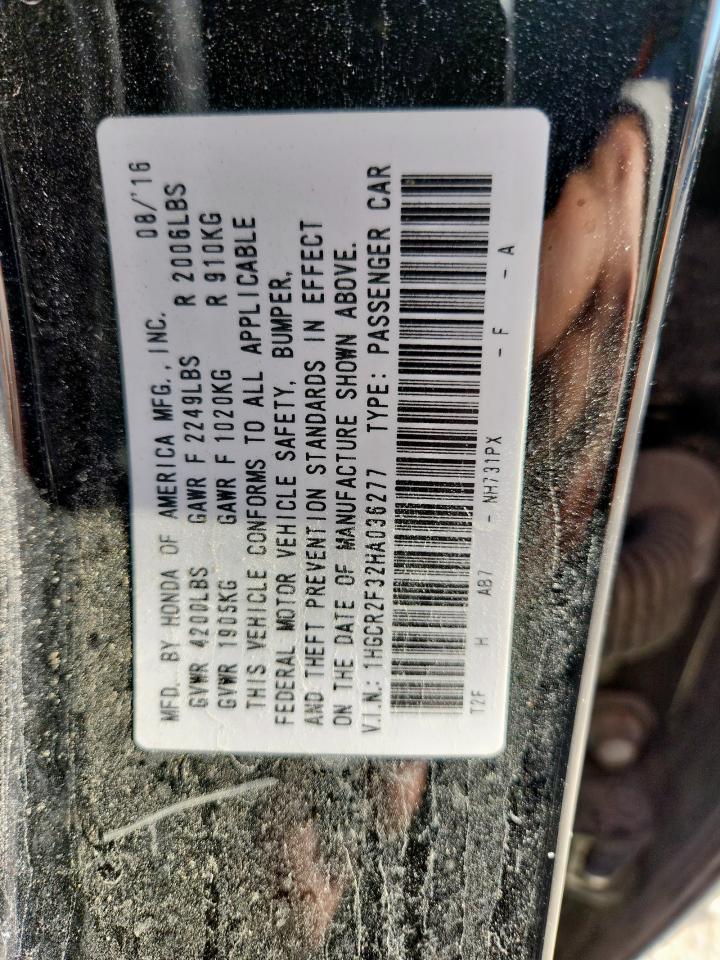 MFD. BY HONDA OF AMERICA MFG., INC. 08/'16
GVWR 4200LBS GAWR F 2249LBS R 2006LBS
GVWR 1905KG GAWR F 1020KG R 910KG
THIS VEHICLE CONFORMS TO ALL APPLICABLE
FEDERAL MOTOR VEHICLE SAFETY, BUMPER,
AND THEFT PREVENTION STANDARDS IN EFFECT
ON THE DATE OF MANUFACTURE SHOWN ABOVE.
V.I.N.: 1HGCR2F32HA036277 TYPE: PASSENGER CAR
T2F H AB7 - NH731PX - F - A